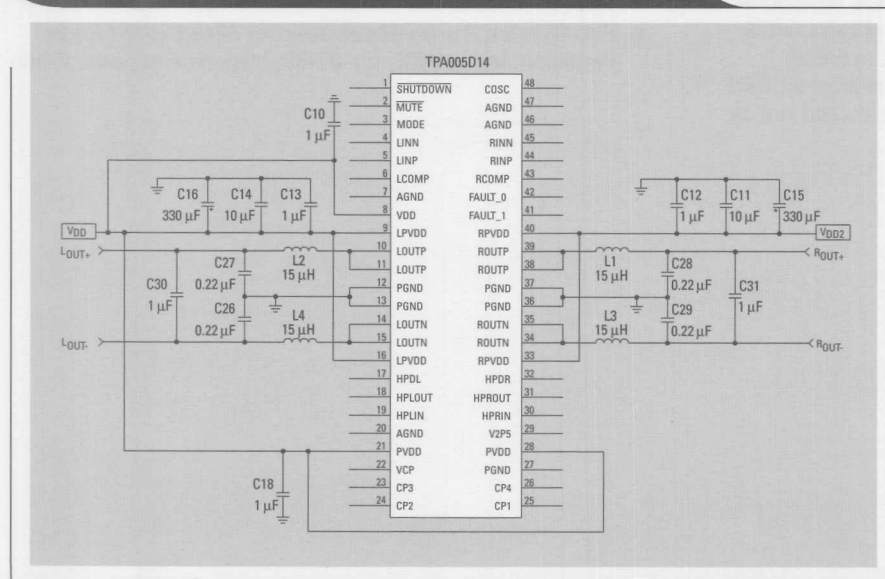 TPA005D14
1 SHUTDOWN COSC 48
2 MUTE AGND 47
3 MODE AGND 46
4 LINN RINN 45
5 LINP RINP 44
6 LCOMP RCOMP 43
7 AGND FAULT_0 42
8 VDD FAULT_1 41
9 LPVDD RPVDD 40
10 LOUTP ROUTP 39
11 LOUTP ROUTP 38
12 PGND PGND 37
13 PGND PGND 36
14 LOUTN ROUTN 35
15 LOUTN ROUTN 34
16 LPVDD RPVDD 33
17 HPDL HPDR 32
18 HPLOUT HPROUT 31
19 HPLIN HPRIN 30
20 AGND V2P5 29
21 PVDD PVDD 28
22 VCP PGND 27
23 CP3 CP4 26
24 CP2 CP1 25
C10
1 µF
C16
330 µF
C14
10 µF
C13
1 µF
VDD
LOUT+
C27
0.22 µF
L2
15 µH
C30
1 µF
C26
0.22 µF
L4
15 µH
LOUT-
C18
1 µF
C12
1 µF
C11
10 µF
C15
330 µF
VDD2
ROUT+
L1
15 µH
C28
0.22 µF
C31
1 µF
L3
15 µH
C29
0.22 µF
ROUT-